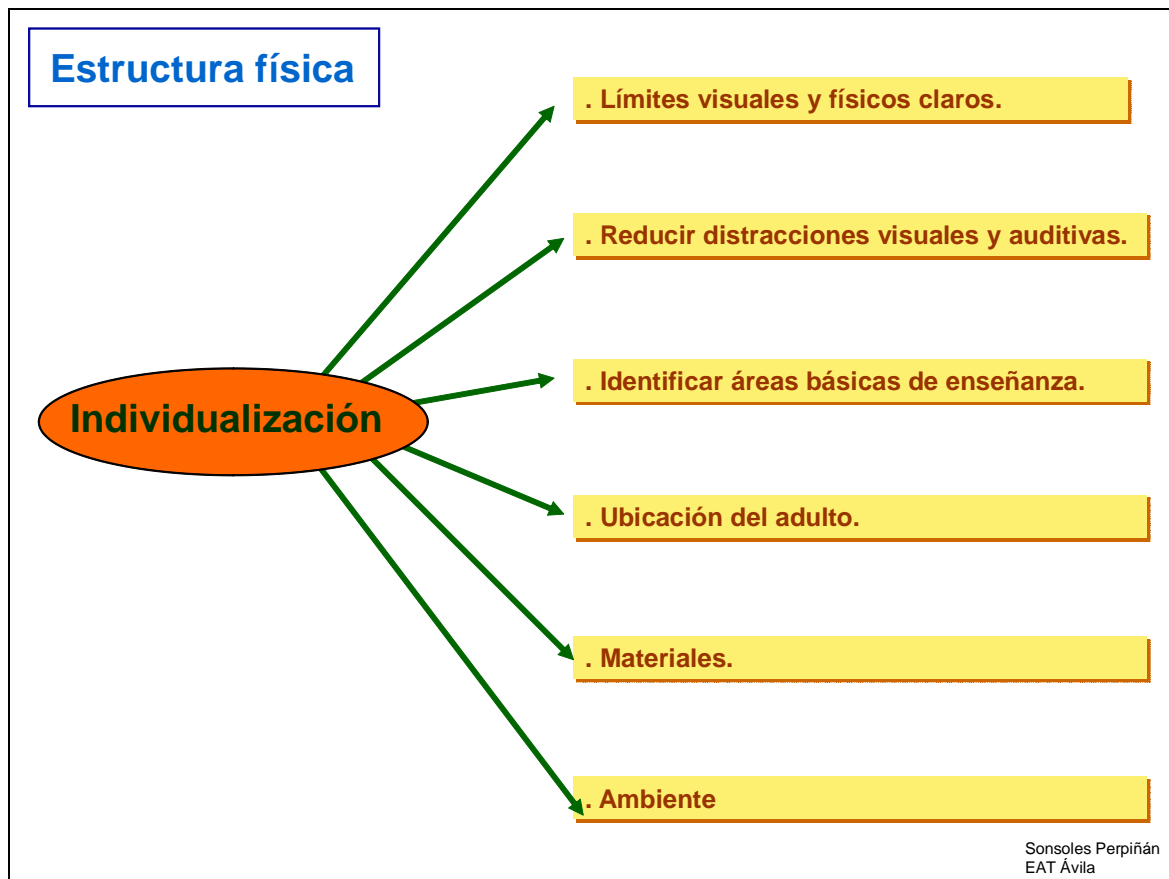 Estructura física
. Límites visuales y físicos claros.
. Reducir distracciones visuales y auditivas.
. Identificar áreas básicas de enseñanza.
Individualización
. Ubicación del adulto.
. Materiales.
. Ambiente
Sonsoles Perpiñán
EAT Ávila